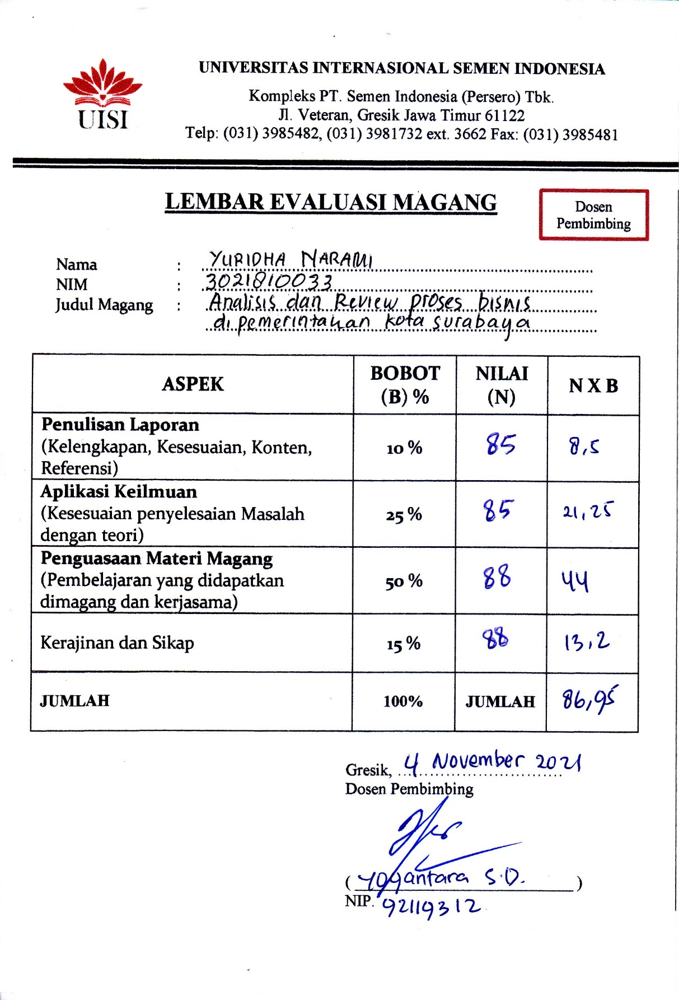 UISI
UNIVERSITAS INTERNASIONAL SEMEN INDONESIA
Kompleks PT. Semen Indonesia (Persero) Tbk.
Jl. Veteran, Gresik Jawa Timur 61122
Telp: (031) 3985482, (031) 3981732 ext. 3662 Fax: (031) 3985481
LEMBAR EVALUASI MAGANG
Dosen
Pembimbing
Nama : YURIDHA NARAMI
NIM : 3021810033
Judul Magang : Analisis dan Review proses bisnis
di pemerintahan kota surabaya
ASPEK BOBOT (B) % NILAI (N) N X B
Penulisan Laporan
(Kelengkapan, Kesesuaian, Konten,
Referensi)
10 % 85 8,5
Aplikasi Keilmuan
(Kesesuaian penyelesaian Masalah
dengan teori)
25 % 85 21,25
Penguasaan Materi Magang
(Pembelajaran yang didapatkan
dimagang dan kerjasama)
50 % 88 44
Kerajinan dan Sikap 15 % 88 13,2
JUMLAH 100% JUMLAH 86,95
Gresik, 4 November 2021
Dosen Pembimbing
( Yogantara S.D. )
NIP. 92119312